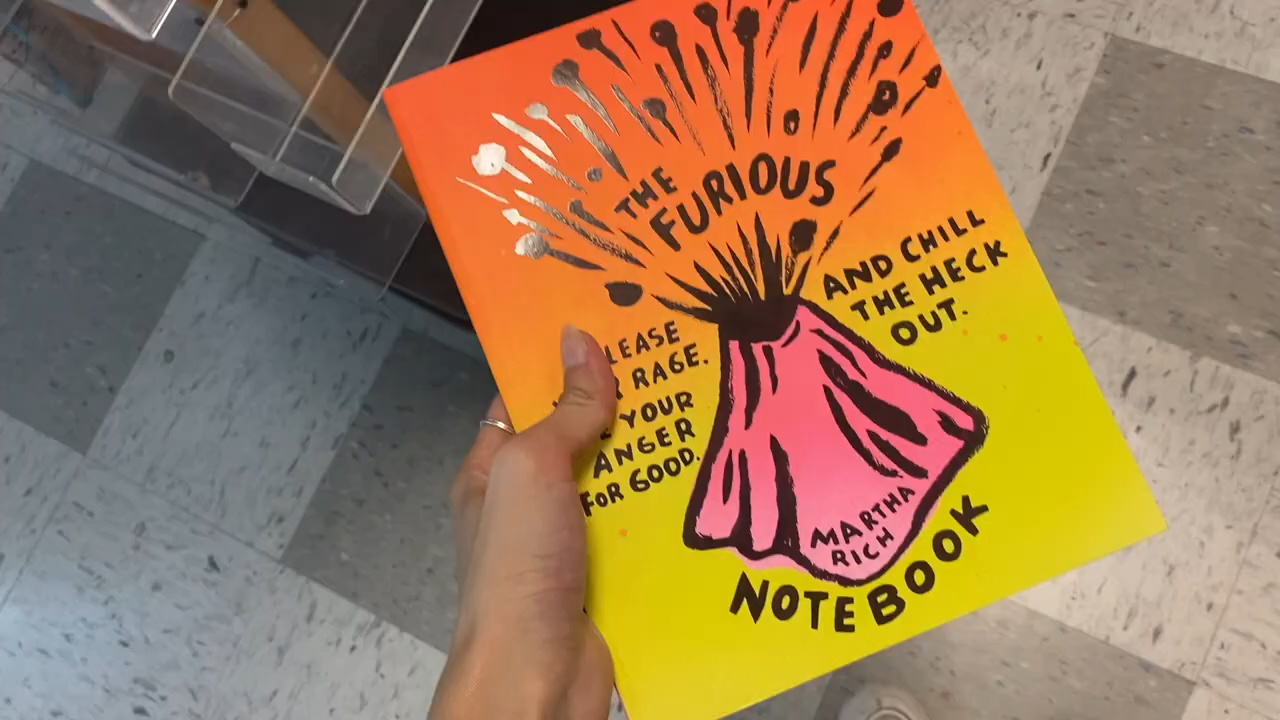 THE
FURIOUS
LEASE
RAGE.
YOUR
ANGER
FOR GOOD.
AND CHILL
THE HECK
OUT.
MARTHA
RICH
NOTEBOOK